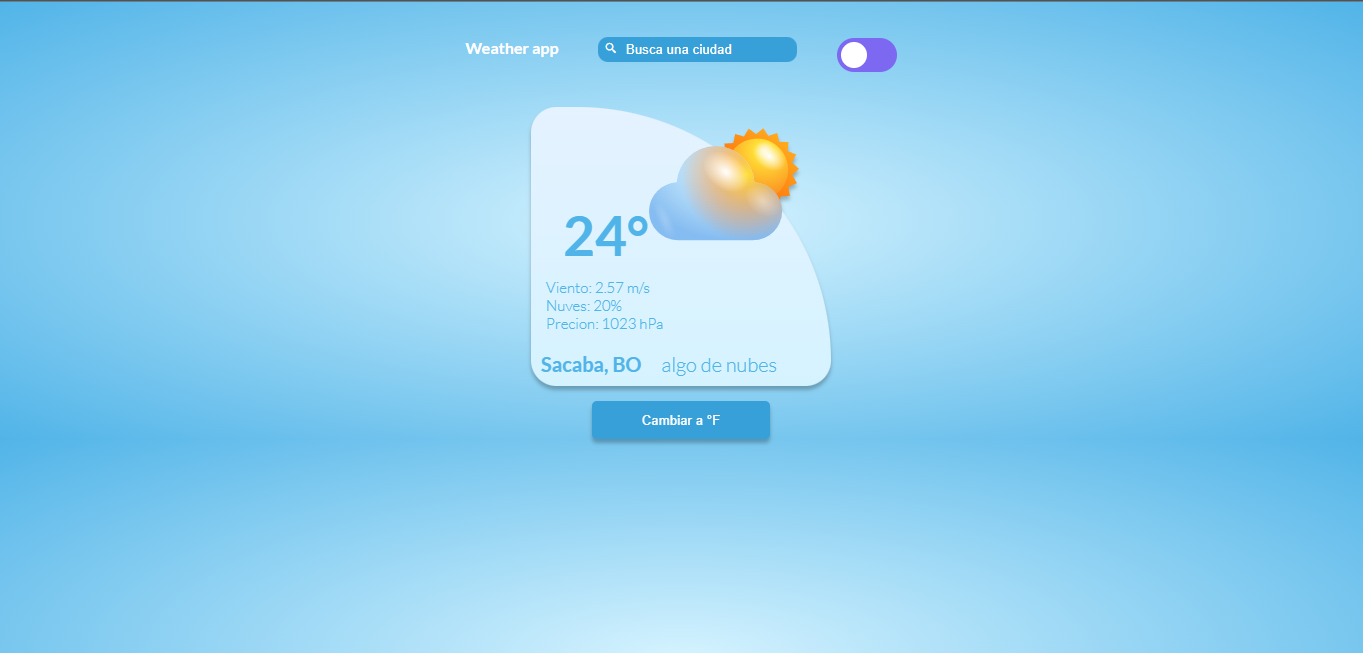 Weather app
Busca una ciudad
24°
Viento: 2.57 m/s
Nuves: 20%
Precion: 1023 hPa
Sacaba, BO algo de nubes
Cambiar a °F